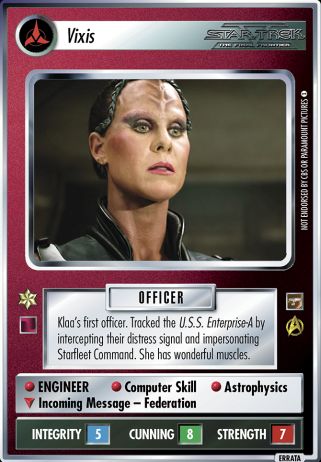 Vixis
STAR TREK V
THE FINAL FRONTIER
NOT ENDORSED BY CBS OR PARAMOUNT PICTURES
OFFICER
Klaa's first officer. Tracked the U.S.S. Enterprise-A by
intercepting their distress signal and impersonating
Starfleet Command. She has wonderful muscles.
ENGINEER Computer Skill Astrophysics
Incoming Message – Federation
INTEGRITY 5 CUNNING 8 STRENGTH 7
ERRATA